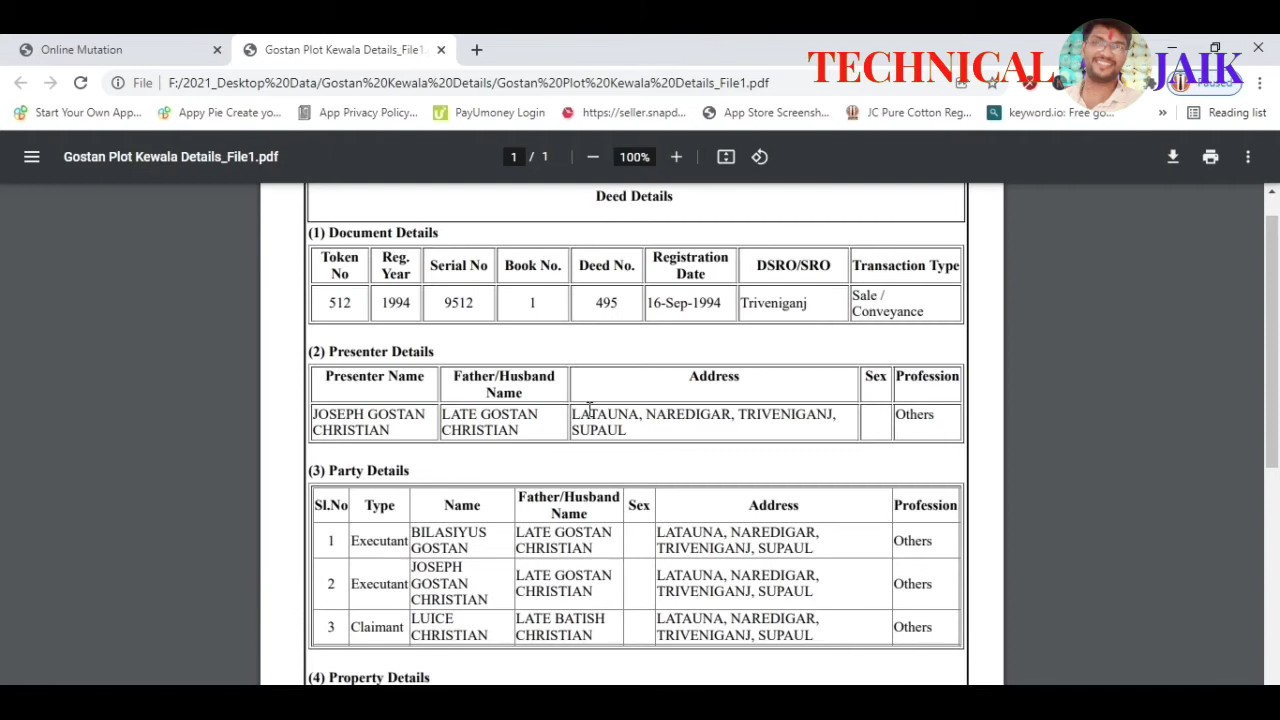 Online Mutation
Gostan Plot Kewala Details_File1.
TECHNICAL JAIK
File F:/2021_Desktop%20Data/Gostan%20Kewala%20Details/Gostan%20Plot%20Kewala%20Details_File1.pdf
Paused
Start Your Own App... Appy Pie Create yo... App Privacy Policy... PayUmoney Login https://seller.snapd... App Store Screensh... JC Pure Cotton Reg... keyword.io: Free go... » Reading list
Gostan Plot Kewala Details_File1.pdf 1 / 1 100%
Deed Details
(1) Document Details
Token No Reg. Year Serial No Book No. Deed No. Registration Date DSRO/SRO Transaction Type
512 1994 9512 1 495 16-Sep-1994 Triveniganj Sale / Conveyance
(2) Presenter Details
Presenter Name Father/Husband Name Address Sex Profession
JOSEPH GOSTAN CHRISTIAN LATE GOSTAN CHRISTIAN LATAUNA, NAREDIGAR, TRIVENIGANJ, SUPAUL Others
(3) Party Details
Sl.No Type Name Father/Husband Name Sex Address Profession
1 Executant BILASIYUS GOSTAN LATE GOSTAN CHRISTIAN LATAUNA, NAREDIGAR, TRIVENIGANJ, SUPAUL Others
2 Executant JOSEPH GOSTAN CHRISTIAN LATE GOSTAN CHRISTIAN LATAUNA, NAREDIGAR, TRIVENIGANJ, SUPAUL Others
3 Claimant LUICE CHRISTIAN LATE BATISH CHRISTIAN LATAUNA, NAREDIGAR, TRIVENIGANJ, SUPAUL Others
(4) Property Details